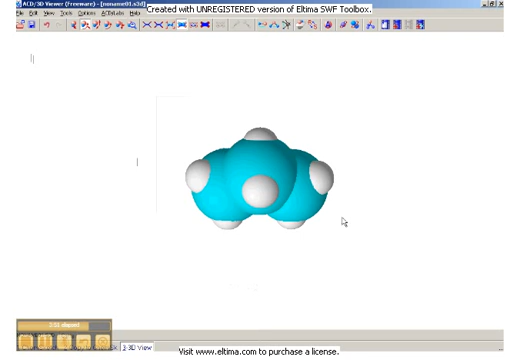 ACD/3D Viewer (Freeware) - [noname01.s3d]
Created with UNREGISTERED version of Eltima SWF Toolbox.
File Edit View Tools Options ACD/Labs Help
3-3D View
Visit www.eltima.com to purchase a license.